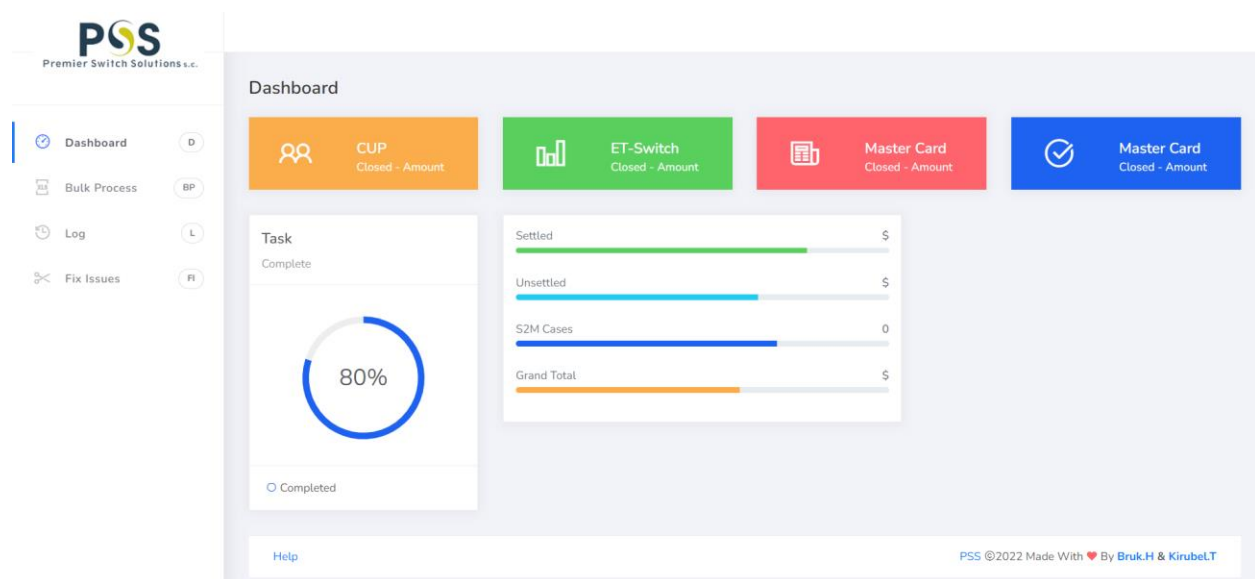 PSS
Premier Switch Solutions s.c.
Dashboard
D
Bulk Process
BP
Log
L
Fix Issues
FI
Dashboard
CUP
Closed - Amount
ET-Switch
Closed - Amount
Master Card
Closed - Amount
Master Card
Closed - Amount
Task
Complete
80%
Completed
Settled $
Unsettled $
S2M Cases 0
Grand Total $
Help
PSS ©2022 Made With ❤ By Bruk.H & Kirubel.T